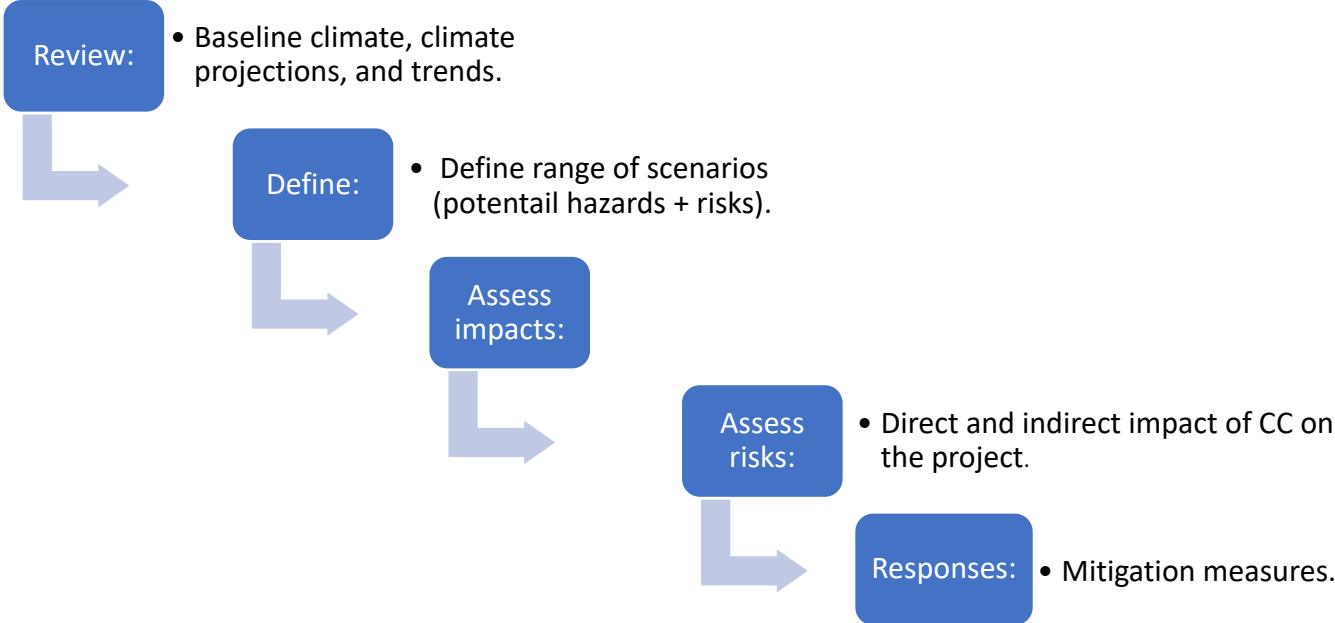 Review:
• Baseline climate, climate
projections, and trends.
Define:
• Define range of scenarios
(potentail hazards + risks).
Assess
impacts:
Assess
risks:
• Direct and indirect impact of CC on
the project.
Responses:
• Mitigation measures.